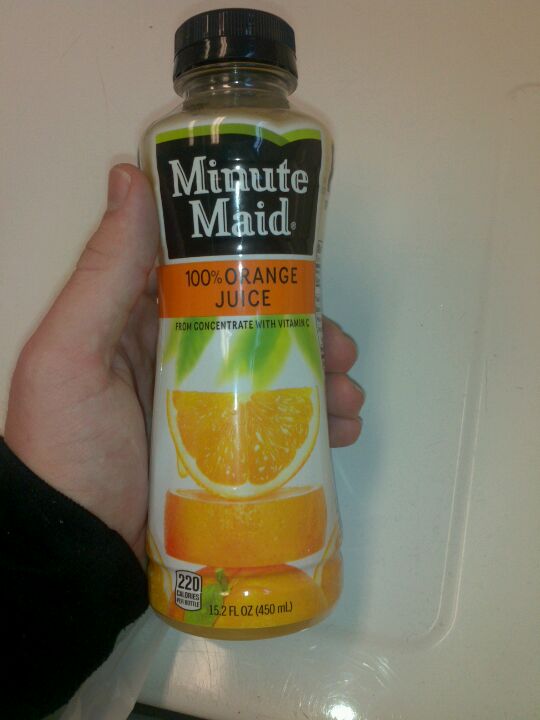 Minute
Maid®
100% ORANGE
JUICE
FROM CONCENTRATE WITH VITAMIN C
220
CALORIES
PER BOTTLE
15.2 FL OZ (450 mL)